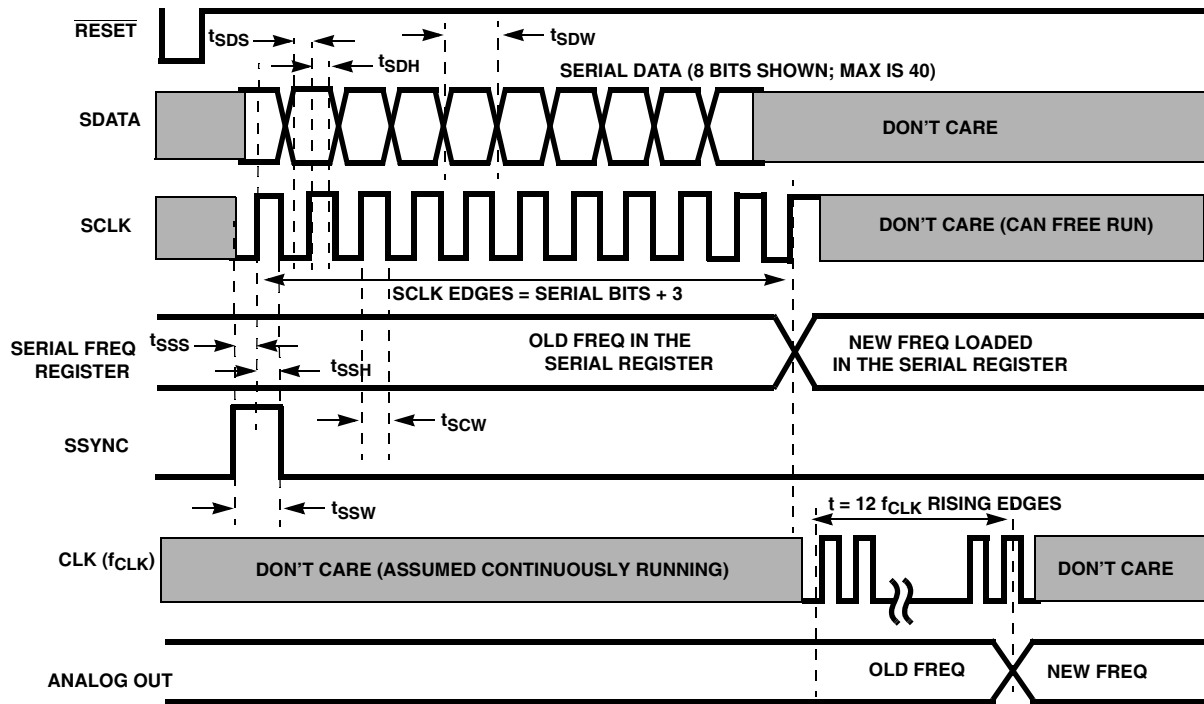 RESET
tSDS
tSDW
tSDH
SERIAL DATA (8 BITS SHOWN; MAX IS 40)
SDATA
DON'T CARE
SCLK
DON'T CARE (CAN FREE RUN)
SCLK EDGES = SERIAL BITS + 3
SERIAL FREQ
REGISTER
tSSS
tSSH
OLD FREQ IN THE
SERIAL REGISTER
NEW FREQ LOADED
IN THE SERIAL REGISTER
tSCW
SSYNC
tSSW
t = 12 fCLK RISING EDGES
CLK (fCLK)
DON'T CARE (ASSUMED CONTINUOUSLY RUNNING)
DON'T CARE
ANALOG OUT
OLD FREQ
NEW FREQ